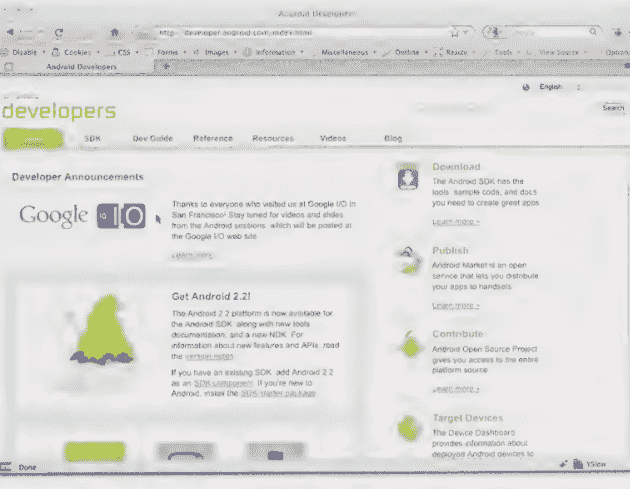 Android Developers
http://developer.android.com/index.html
Disable Cookies CSS Forms Images Information Miscellaneous Outline Resize Tools View Source Options
Android Developers
English
developers
Search
SDK Dev Guide Reference Resources Videos Blog
Developer Announcements
Google IO
Thanks to everyone who visited us at Google I/O in
San Francisco! Stay tuned for videos and slides
from the Android sessions, which will be posted
at the Google I/O web site.
Learn more
Get Android 2.2!
The Android 2.2 platform is now available for
the Android SDK, along with new tools
documentation, and a new NDK. For
information about new features and APIs, read
the version notes.
If you have an existing SDK, add Android 2.2
as an SDK component. If you're new to
Android, install the SDK starter package.
Download
The Android SDK has the
tools, sample code, and docs
you need to create great apps.
Learn more »
Publish
Android Market is an open
service that lets you distribute
your apps to handsets.
Learn more »
Contribute
Android Open Source Project
gives you access to the entire
platform source.
Learn more »
Target Devices
The Device Dashboard
provides information about
deployed Android devices to
Done
YSlow